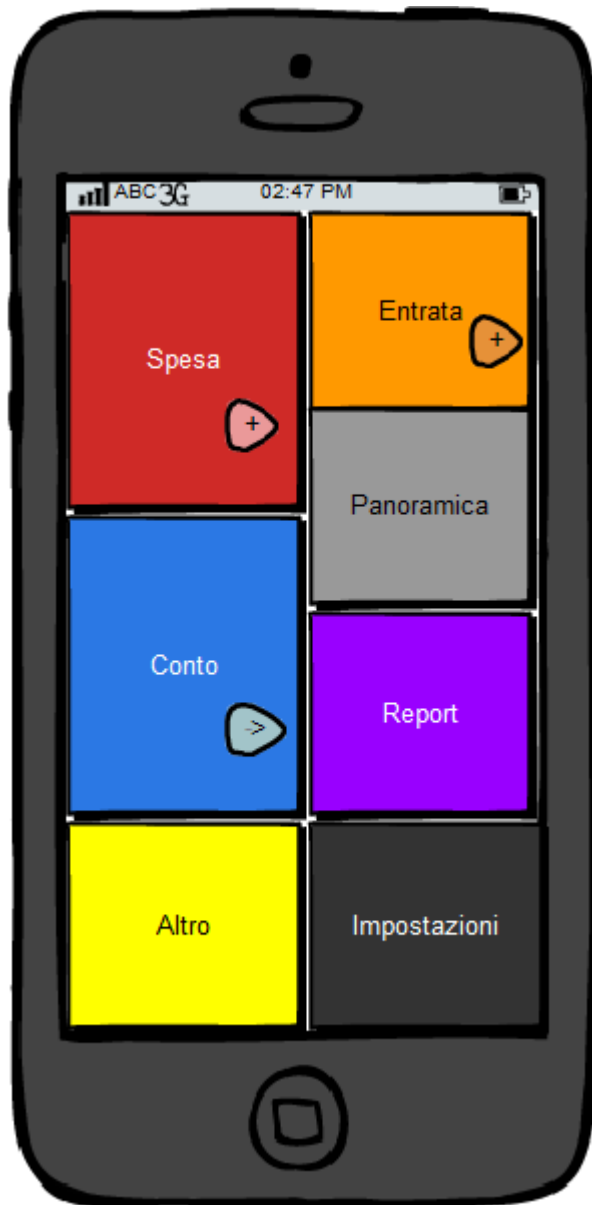 ABC 3G 02:47 PM
Entrata
+
Spesa
+
Panoramica
Conto
->
Report
Altro
Impostazioni